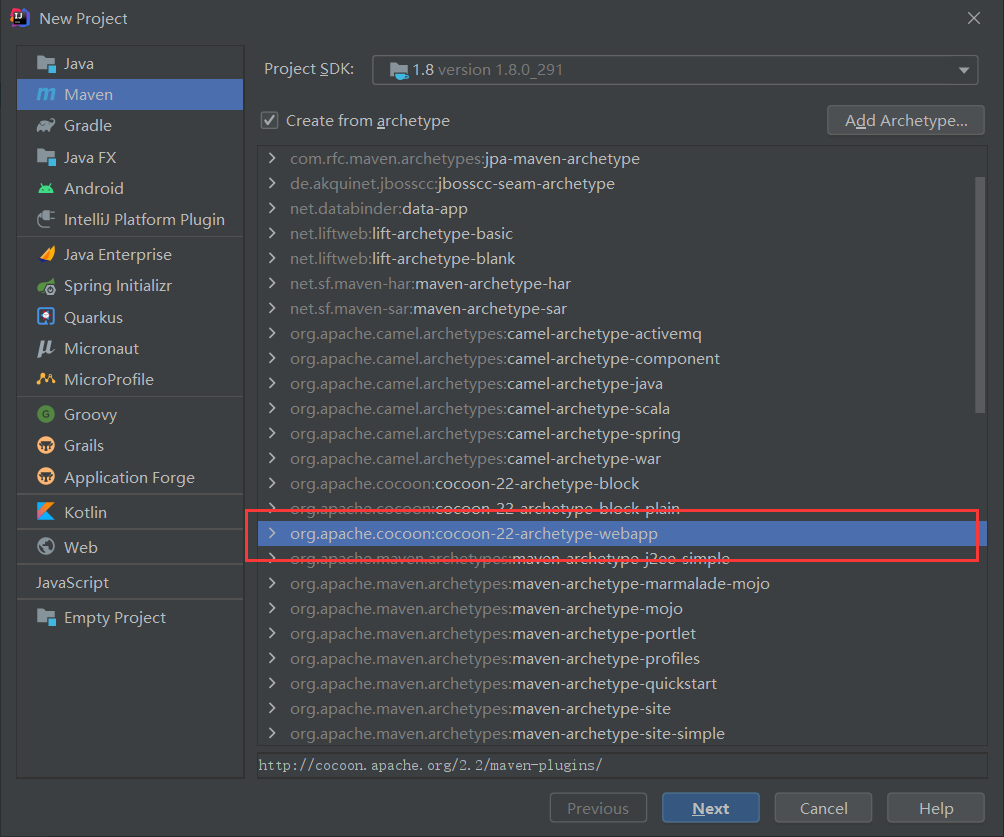 New Project
Java
Maven
Gradle
Java FX
Android
IntelliJ Platform Plugin
Java Enterprise
Spring Initializr
Quarkus
Micronaut
MicroProfile
Groovy
Grails
Application Forge
Kotlin
Web
JavaScript
Empty Project
Project SDK: 1.8 version 1.8.0_291
Create from archetype Add Archetype...
com.rfc.maven.archetypes:jpa-maven-archetype
de.akquinet.jbosscc:jbosscc-seam-archetype
net.databinder:data-app
net.liftweb:lift-archetype-basic
net.liftweb:lift-archetype-blank
net.sf.maven-har:maven-archetype-har
net.sf.maven-sar:maven-archetype-sar
org.apache.camel.archetypes:camel-archetype-activemq
org.apache.camel.archetypes:camel-archetype-component
org.apache.camel.archetypes:camel-archetype-java
org.apache.camel.archetypes:camel-archetype-scala
org.apache.camel.archetypes:camel-archetype-spring
org.apache.camel.archetypes:camel-archetype-war
org.apache.cocoon:cocoon-22-archetype-block
org.apache.cocoon:cocoon-22-archetype-block-plain
org.apache.cocoon:cocoon-22-archetype-webapp
org.apache.maven.archetypes:maven-archetype-j2ee-simple
org.apache.maven.archetypes:maven-archetype-marmalade-mojo
org.apache.maven.archetypes:maven-archetype-mojo
org.apache.maven.archetypes:maven-archetype-portlet
org.apache.maven.archetypes:maven-archetype-profiles
org.apache.maven.archetypes:maven-archetype-quickstart
org.apache.maven.archetypes:maven-archetype-site
org.apache.maven.archetypes:maven-archetype-site-simple
http://cocoon.apache.org/2.2/maven-plugins/
Previous Next Cancel Help